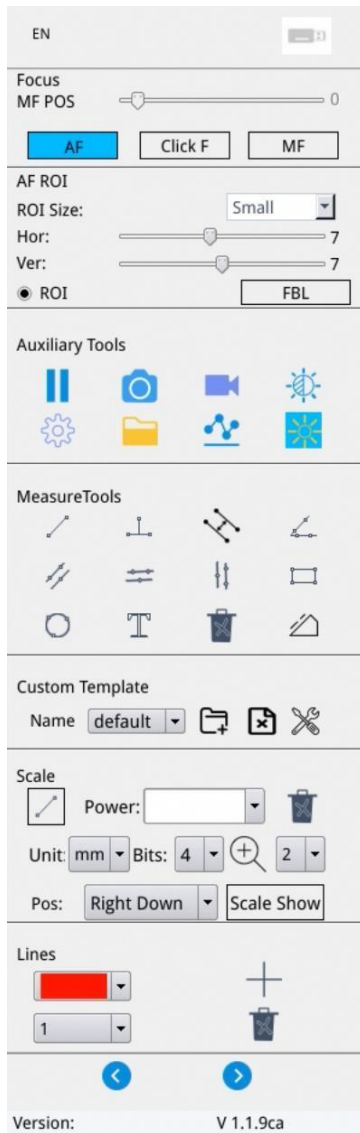 EN
Focus
MF POS 0
AF Click F MF
AF ROI
ROI Size: Small
Hor: 7
Ver: 7
ROI FBL
Auxiliary Tools
MeasureTools
T
Custom Template
Name default
Scale
Power:
Unit: mm Bits: 4 2
Pos: Right Down Scale Show
Lines
1
Version: V 1.1.9ca